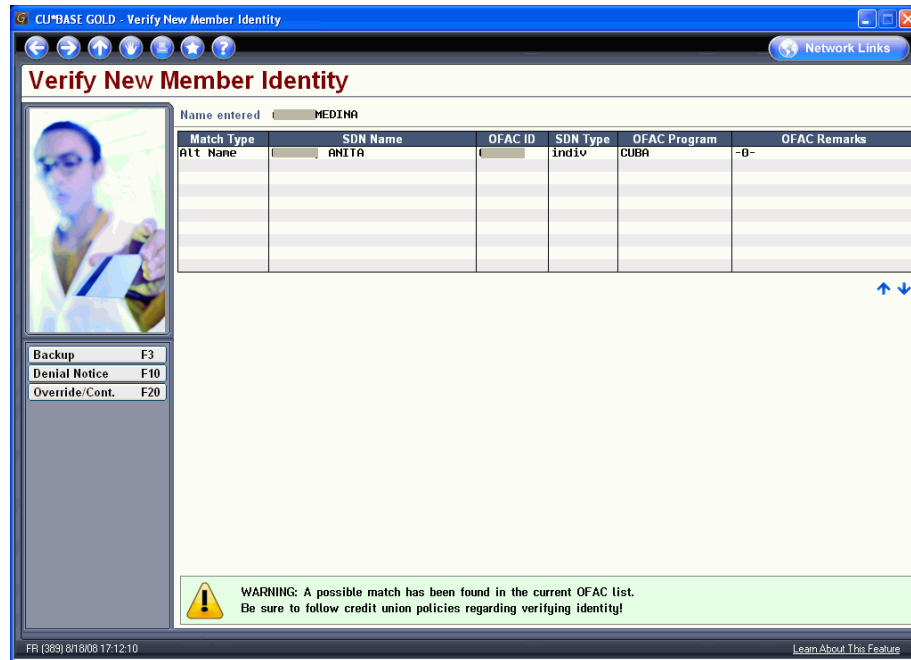 CU*BASE GOLD - Verify New Member Identity
Network Links
Verify New Member Identity
Name entered MEDINA
Match Type SDN Name OFAC ID SDN Type OFAC Program OFAC Remarks
Alt Name ANITA indiv CUBA -0-
Backup F3
Denial Notice F10
Override/Cont. F20
WARNING: A possible match has been found in the current OFAC list.
Be sure to follow credit union policies regarding verifying identity!
FR (389) 8/18/08 17:12:10 Learn About This Feature